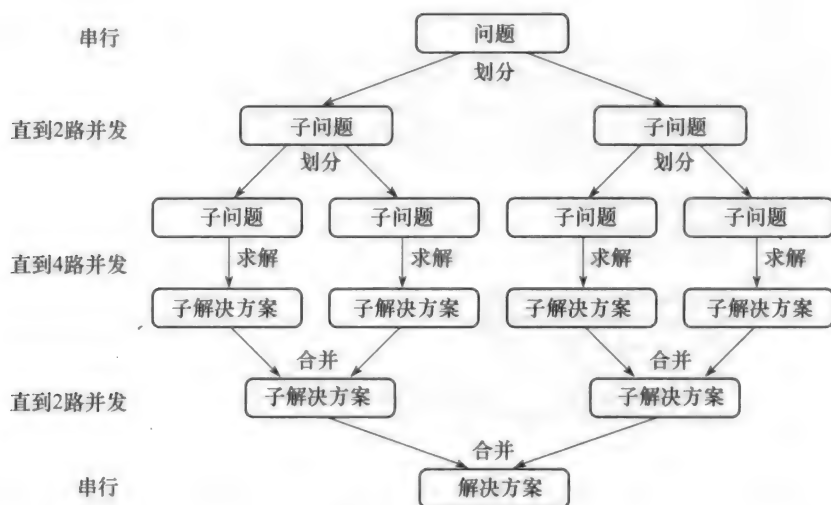 串行 问题
划分
直到2路并发 子问题 子问题
划分 划分
子问题 子问题 子问题 子问题
直到4路并发 求解 求解 求解 求解
子解决方案 子解决方案 子解决方案 子解决方案
合并 合并
直到2路并发 子解决方案 子解决方案
合并
串行 解决方案